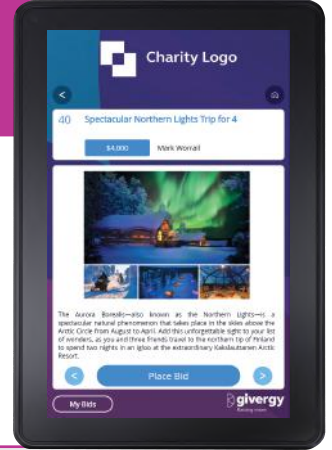 Charity Logo
40 Spectacular Northern Lights Trip for 4
$4,000 Mark Worrall
The Aurora Borealis—also known as the Northern Lights—is a
spectacular natural phenomenon that takes place in the skies above the
Arctic Circle from August to April. Add this unforgettable sight to your list
of wonders, as you and three friends travel to the northern tip of Finland
to spend two nights in an igloo at the extraordinary Kakslauttanen Arctic
Resort.
< Place Bid >
My Bids
givergy